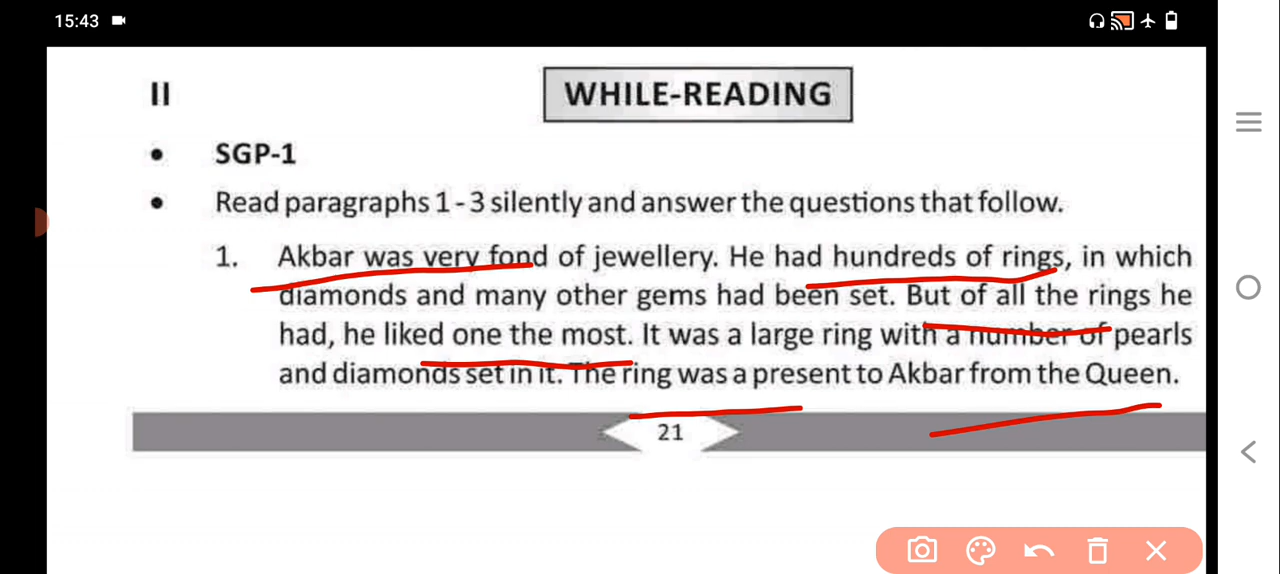 15:43
II
WHILE-READING
• SGP-1
• Read paragraphs 1 - 3 silently and answer the questions that follow.
1. Akbar was very fond of jewellery. He had hundreds of rings, in which
diamonds and many other gems had been set. But of all the rings he
had, he liked one the most. It was a large ring with a number of pearls
and diamonds set in it. The ring was a present to Akbar from the Queen.
21